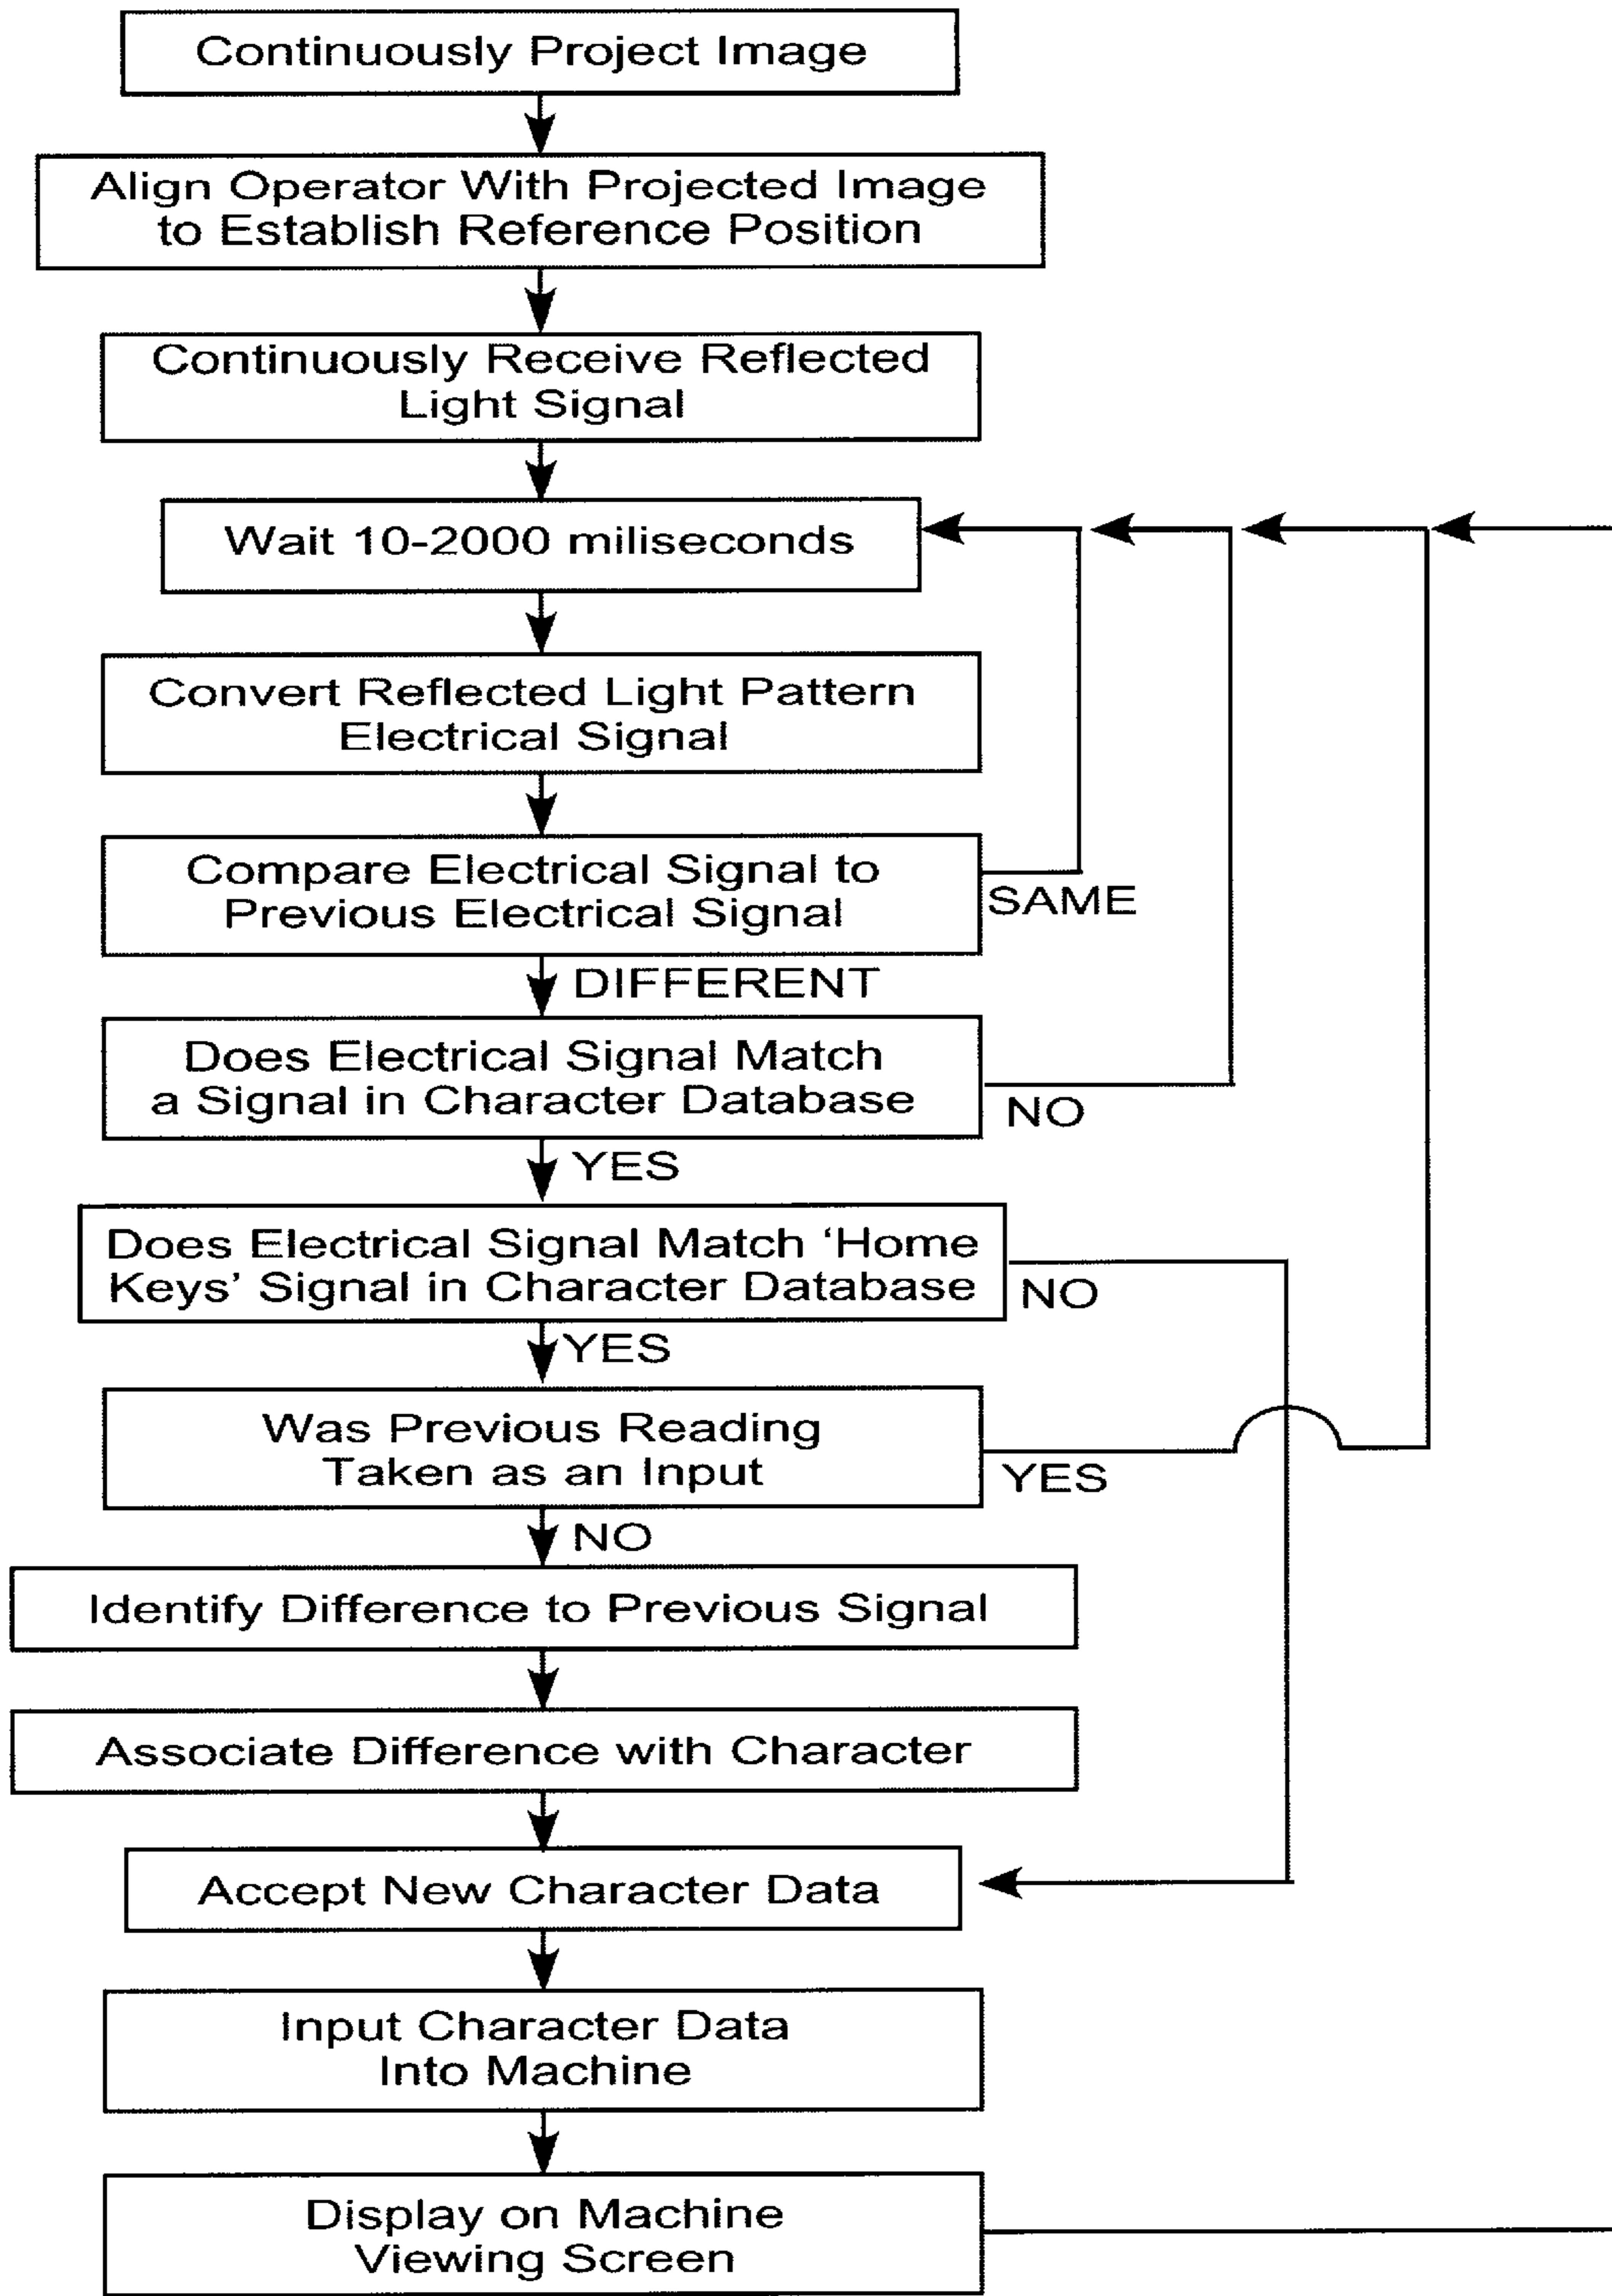 Continuously Project Image
Align Operator With Projected Image
to Establish Reference Position
Continuously Receive Reflected
Light Signal
Wait 10-2000 miliseconds
Convert Reflected Light Pattern
Electrical Signal
Compare Electrical Signal to
Previous Electrical Signal
SAME
DIFFERENT
Does Electrical Signal Match
a Signal in Character Database
NO
YES
Does Electrical Signal Match ‘Home
Keys’ Signal in Character Database
NO
YES
Was Previous Reading
Taken as an Input
YES
NO
Identify Difference to Previous Signal
Associate Difference with Character
Accept New Character Data
Input Character Data
Into Machine
Display on Machine
Viewing Screen